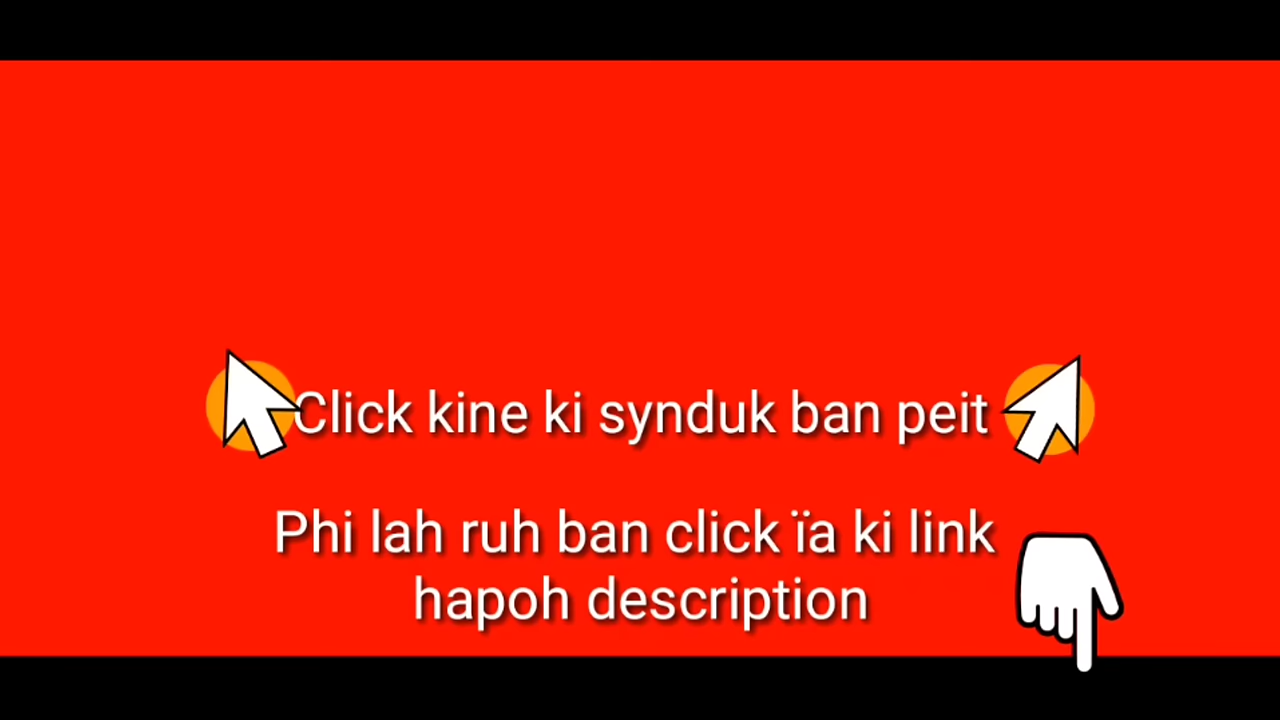 Click kine ki synduk ban peit
Phi lah ruh ban click ïa ki link
hapoh description